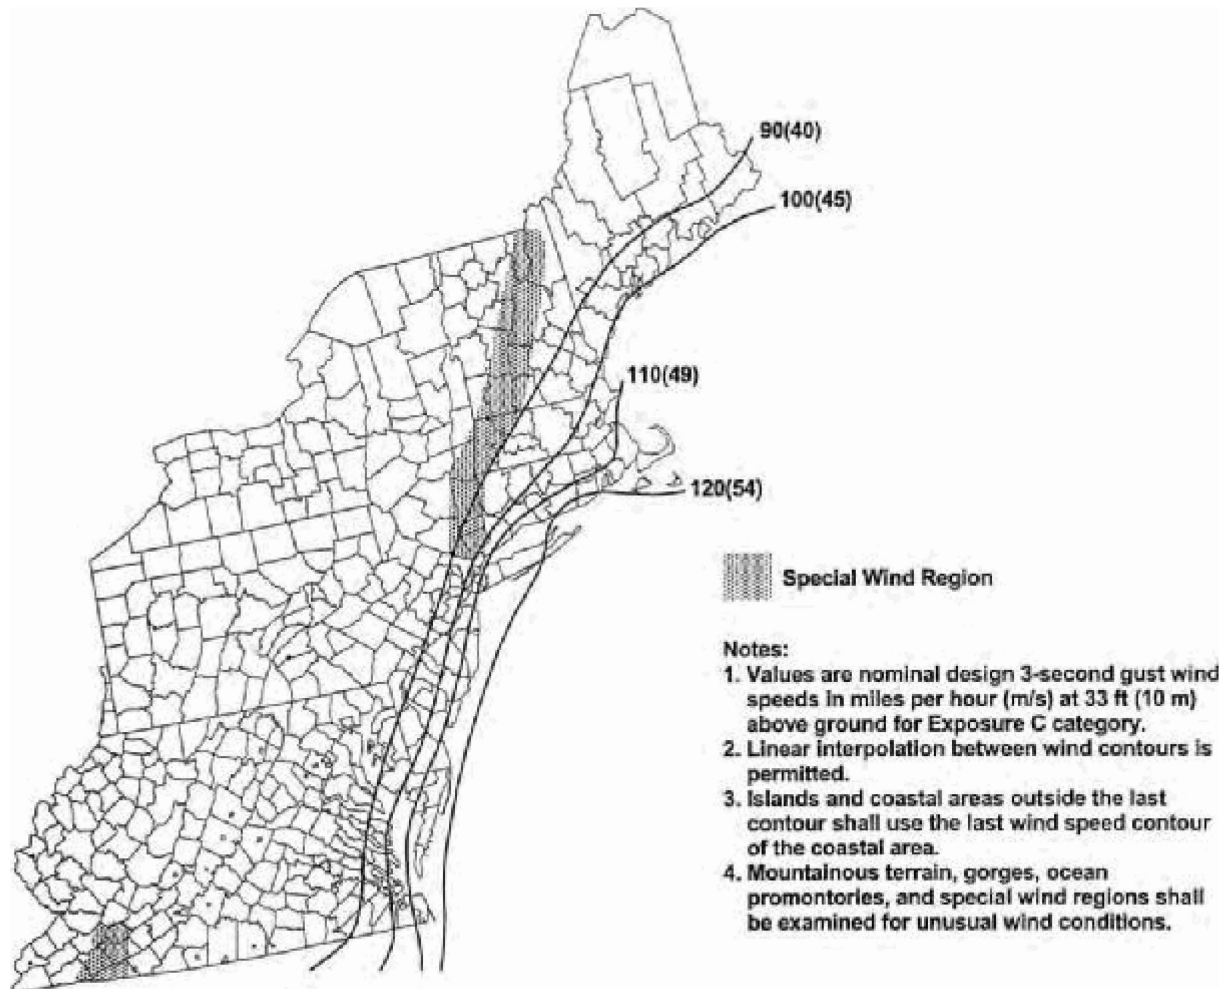 90(40)
100(45)
110(49)
120(54)
Special Wind Region
Notes:
1. Values are nominal design 3-second gust wind
speeds in miles per hour (m/s) at 33 ft (10 m)
above ground for Exposure C category.
2. Linear interpolation between wind contours is
permitted.
3. Islands and coastal areas outside the last
contour shall use the last wind speed contour
of the coastal area.
4. Mountainous terrain, gorges, ocean
promontories, and special wind regions shall
be examined for unusual wind conditions.